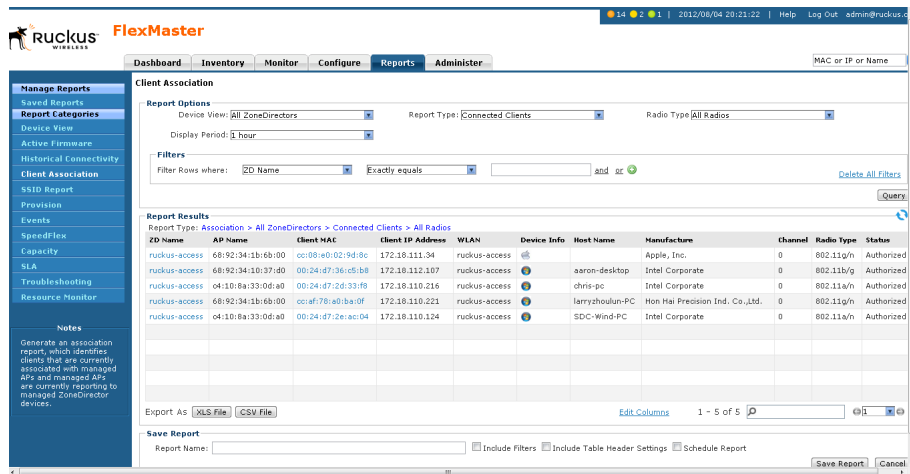 14 2 1 | 2012/08/04 20:21:22 | Help Log Out admin@ruckus.c
Ruckus WIRELESS
FlexMaster
Dashboard Inventory Monitor Configure Reports Administer
MAC or IP or Name
Manage Reports
Saved Reports
Report Categories
Device View
Active Firmware
Historical Connectivity
Client Association
SSID Report
Provision
Events
SpeedFlex
Capacity
SLA
Troubleshooting
Resource Monitor
Notes
Generate an association
report, which identifies
clients that are currently
associated with managed
APs and managed APs
are currently reporting to
managed ZoneDirector
devices.
Client Association
Report Options
Device View: All ZoneDirectors Report Type: Connected Clients Radio Type All Radios
Display Period: 1 hour
Filters
Filter Rows where: ZD Name Exactly equals and or
Delete All Filters
Query
Report Results
Report Type: Association > All ZoneDirectors > Connected Clients > All Radios
ZD Name AP Name Client MAC Client IP Address WLAN Device Info Host Name Manufacture Channel Radio Type Status
ruckus-access 68:92:34:1b:6b:00 cc:08:e0:02:9d:8c 172.18.111.34 ruckus-access Apple, Inc. 0 802.11g/n Authorized
ruckus-access 68:92:34:10:37:d0 00:24:d7:36:c5:b8 172.18.112.107 ruckus-access aaron-desktop Intel Corporate 0 802.11b/g Authorized
ruckus-access c4:10:8a:33:0d:a0 00:24:d7:2d:33:f8 172.18.110.216 ruckus-access chris-pc Intel Corporate 0 802.11a/n Authorized
ruckus-access 68:92:34:1b:6b:00 cc:af:78:a0:ba:0f 172.18.110.221 ruckus-access larryzhoulun-PC Hon Hai Precision Ind. Co.,Ltd. 0 802.11g/n Authorized
ruckus-access c4:10:8a:33:0d:a0 00:24:d7:2e:ac:04 172.18.110.124 ruckus-access SDC-Wind-PC Intel Corporate 0 802.11a/n Authorized
Export As XLS File CSV File Edit Columns 1 - 5 of 5 1
Save Report
Report Name: Include Filters Include Table Header Settings Schedule Report
Save Report Cancel